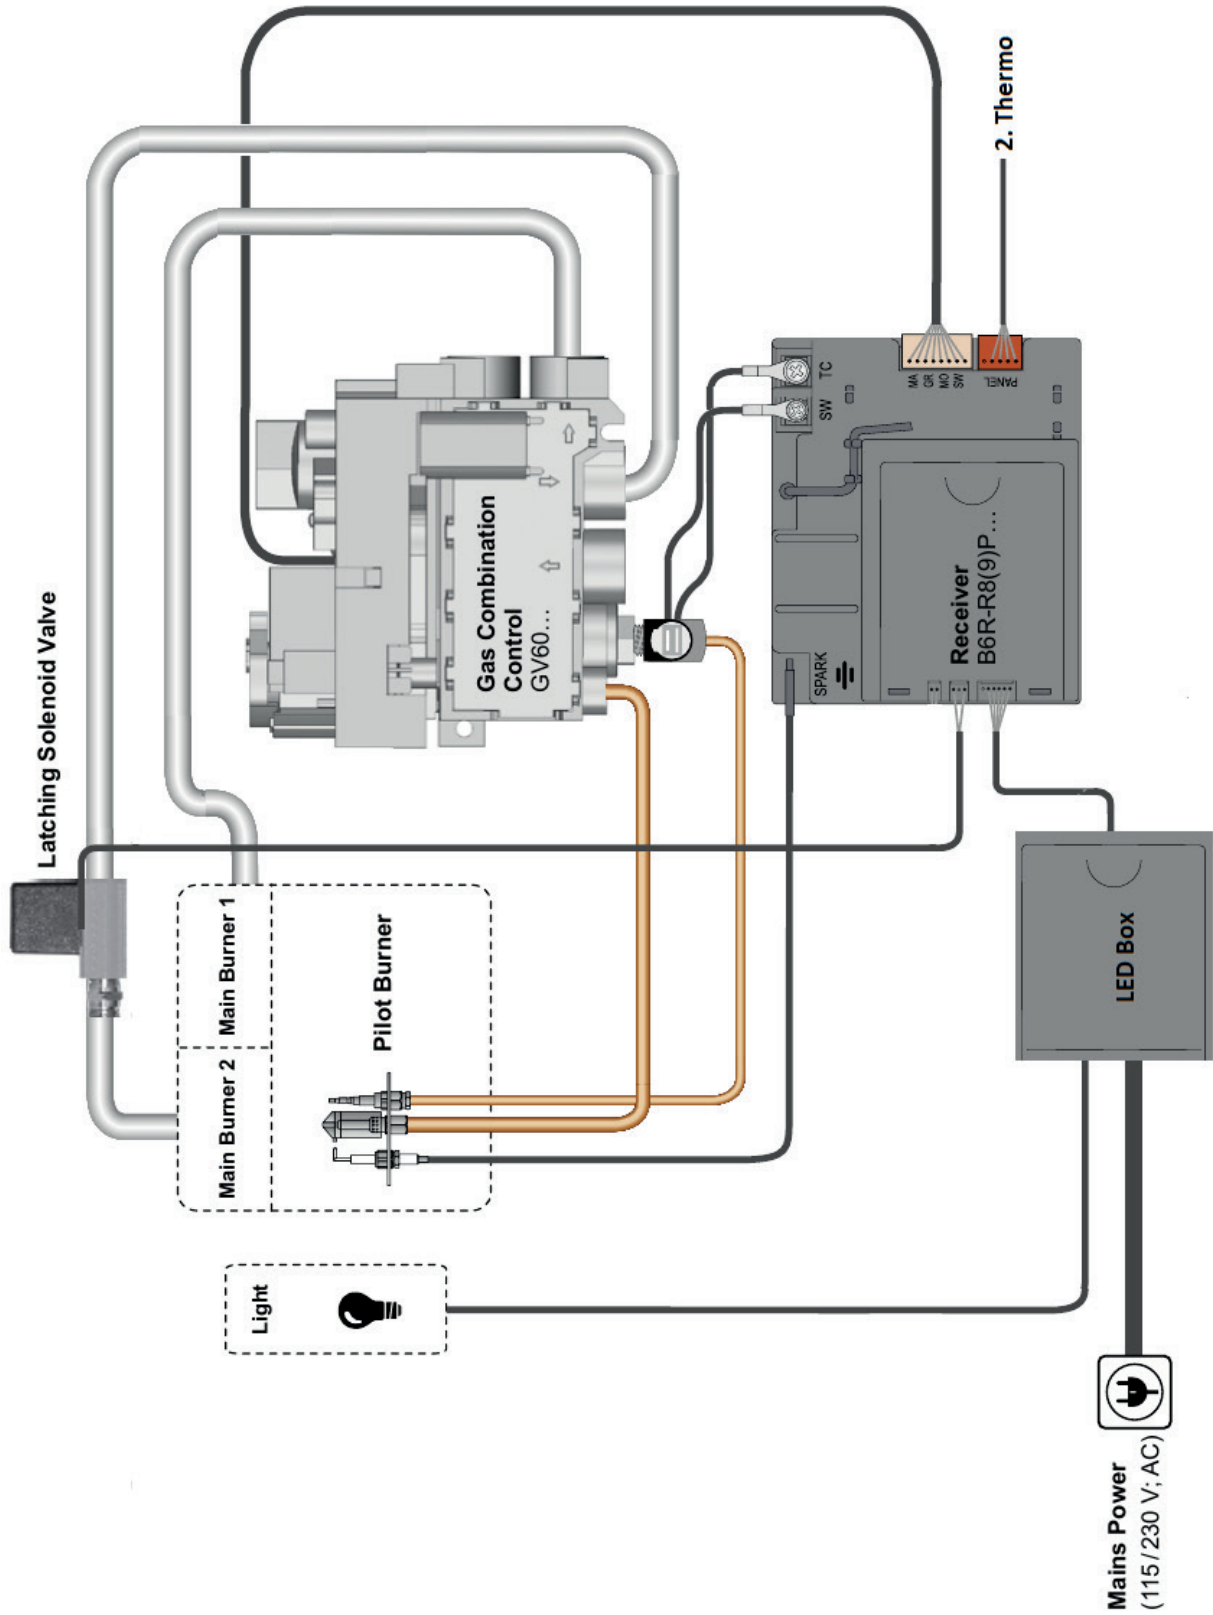 Latching Solenoid Valve
2. Thermo
Gas Combination
Control
GV60...
TC
SW
MA
GR
MO
SW
PANEL
SPARK
Receiver
B6R-R8(9)P...
Main Burner 1
Main Burner 2
Pilot Burner
LED Box
Light
Mains Power
(115/230 V; AC)